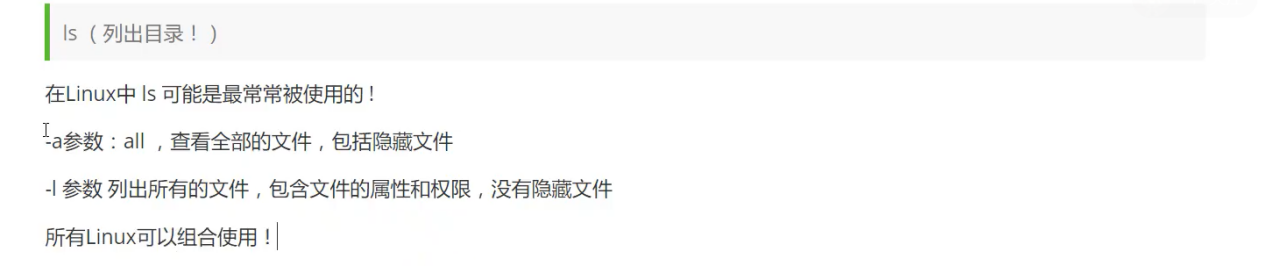 ls （列出目录！）
在Linux中 ls 可能是最常常被使用的！
-a参数：all ，查看全部的文件，包括隐藏文件
-l 参数 列出所有的文件，包含文件的属性和权限，没有隐藏文件
所有Linux可以组合使用！